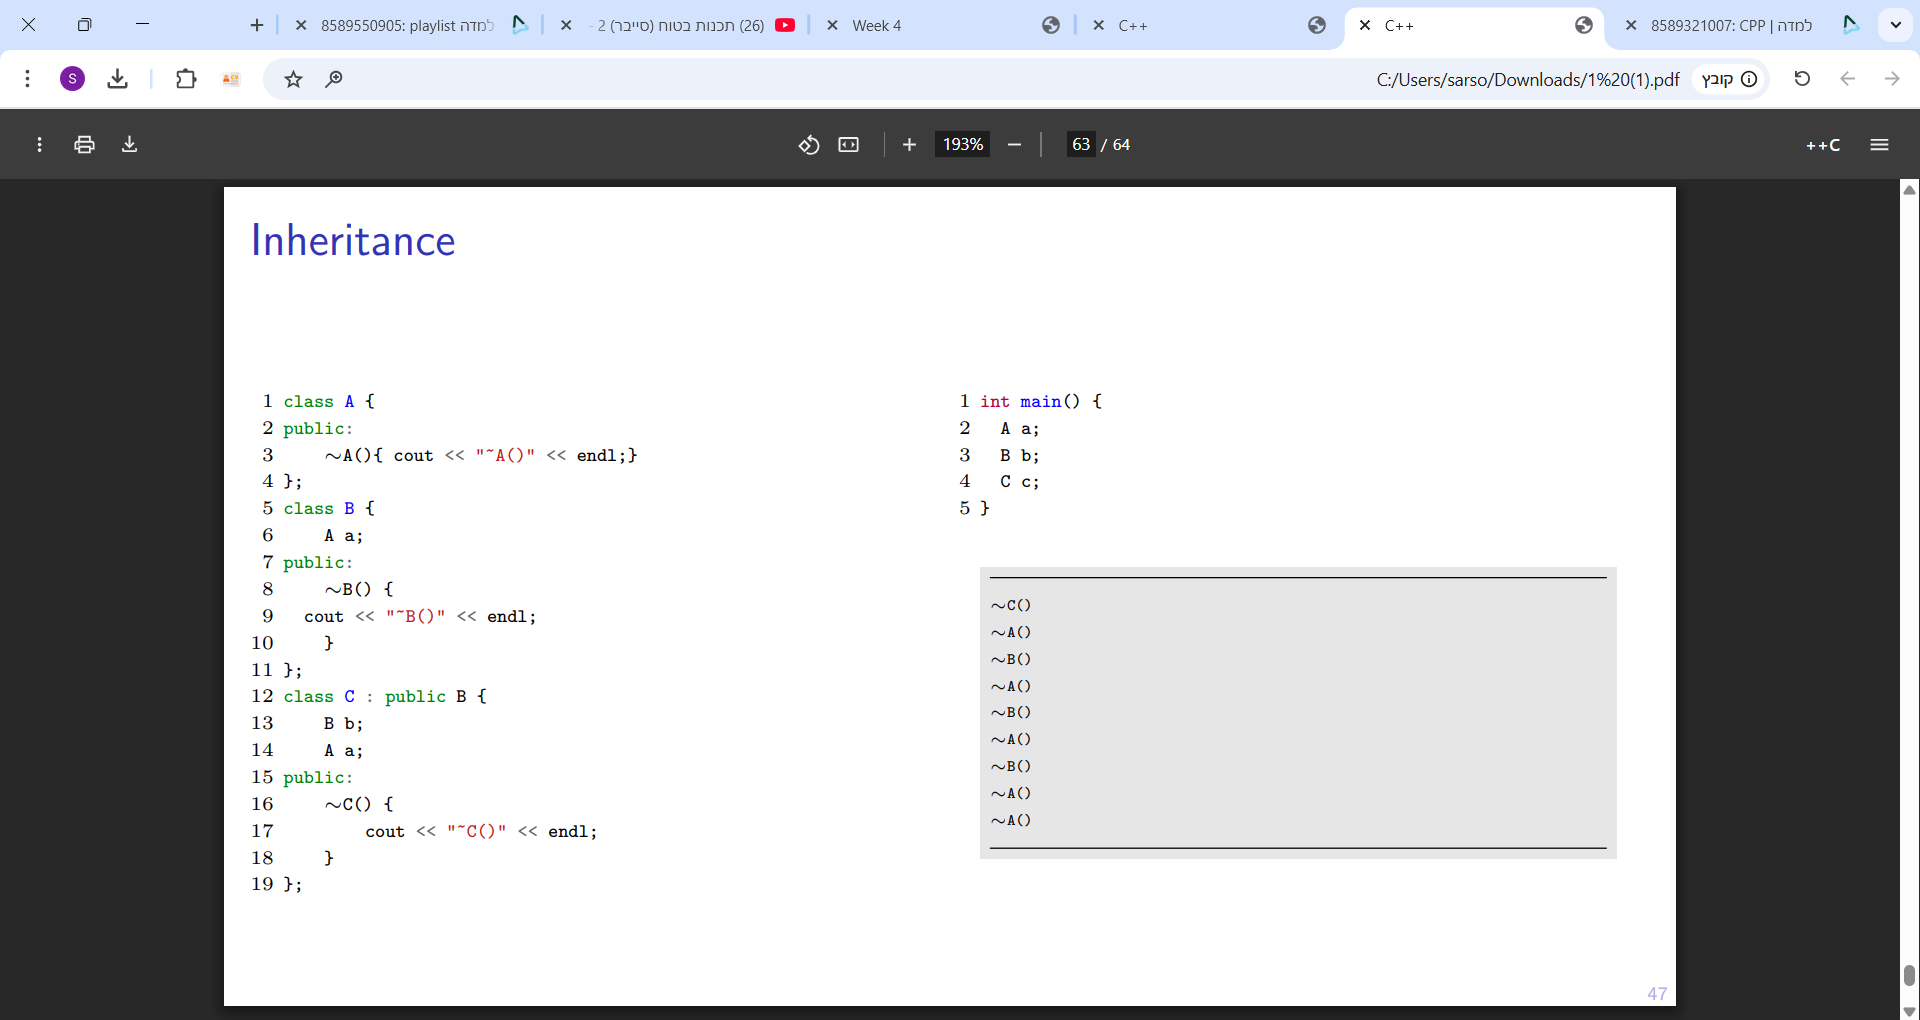 8589550905: playlist למדה
- 2 תכנות בטוח (סייבר) (26)
Week 4
C++
C++
8589321007: CPP | למדה
S
C:/Users/sarso/Downloads/1%20(1).pdf
קובץ
193%
63 / 64
++C
Inheritance
1 class A {
2 public:
3 ~A(){ cout << "~A()" << endl;}
4 };
5 class B {
6 A a;
7 public:
8 ~B() {
9 cout << "~B()" << endl;
10 }
11 };
12 class C : public B {
13 B b;
14 A a;
15 public:
16 ~C() {
17 cout << "~C()" << endl;
18 }
19 };
1 int main() {
2 A a;
3 B b;
4 C c;
5 }
~C()
~A()
~B()
~A()
~B()
~A()
~B()
~A()
~A()
47